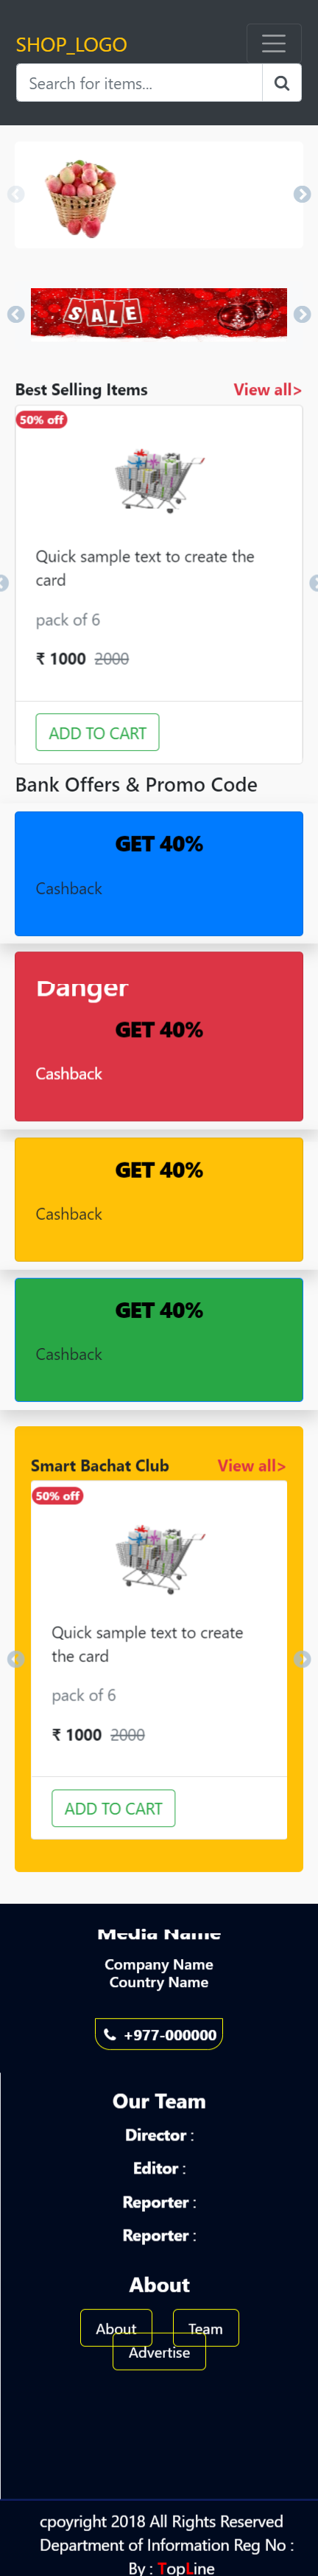 SHOP_LOGO
Search for items...
SALE
Best Selling Items View all>
50% off
Quick sample text to create the
card
pack of 6
₹ 1000 2000
ADD TO CART
Bank Offers & Promo Code
GET 40%
Cashback
Danger
GET 40%
Cashback
GET 40%
Cashback
GET 40%
Cashback
Smart Bachat Club View all>
50% off
Quick sample text to create
the card
pack of 6
₹ 1000 2000
ADD TO CART
Media Name
Company Name
Country Name
+977-000000
Our Team
Director :
Editor :
Reporter :
Reporter :
About
About Team
Advertise
cpoyright 2018 All Rights Reserved
Department of Information Reg No :
By : TopLine